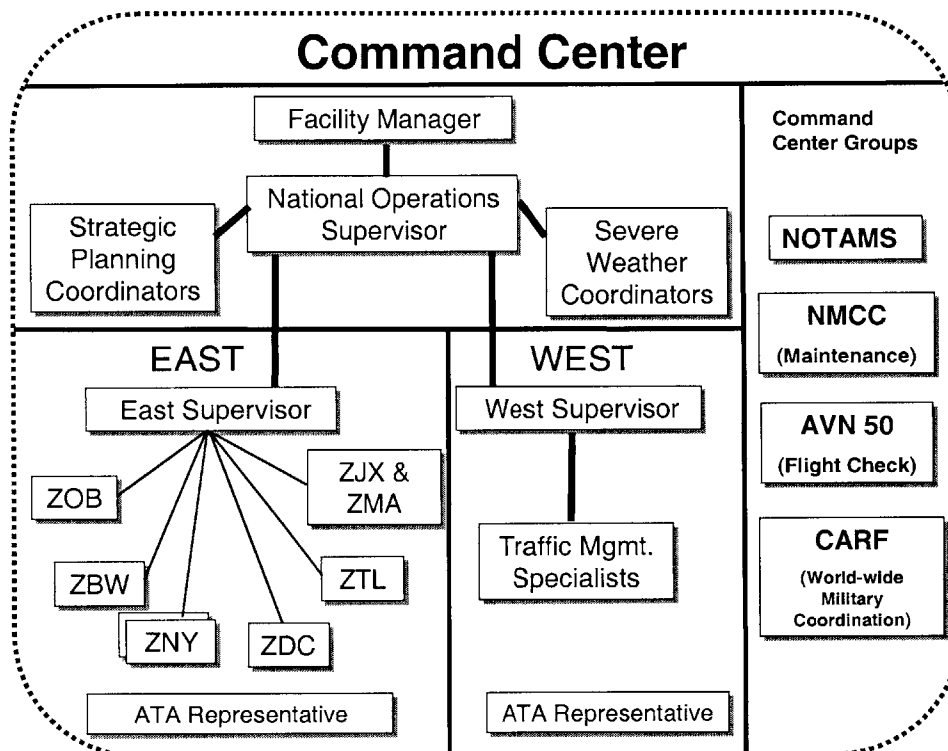 Command Center
Facility Manager
National Operations
Supervisor
Strategic
Planning
Coordinators
Severe
Weather
Coordinators
EAST
East Supervisor
ZOB
ZBW
ZNY
ZDC
ZTL
ZJX &
ZMA
ATA Representative
WEST
West Supervisor
Traffic Mgmt.
Specialists
ATA Representative
Command
Center Groups
NOTAMS
NMCC
(Maintenance)
AVN 50
(Flight Check)
CARF
(World-wide
Military
Coordination)